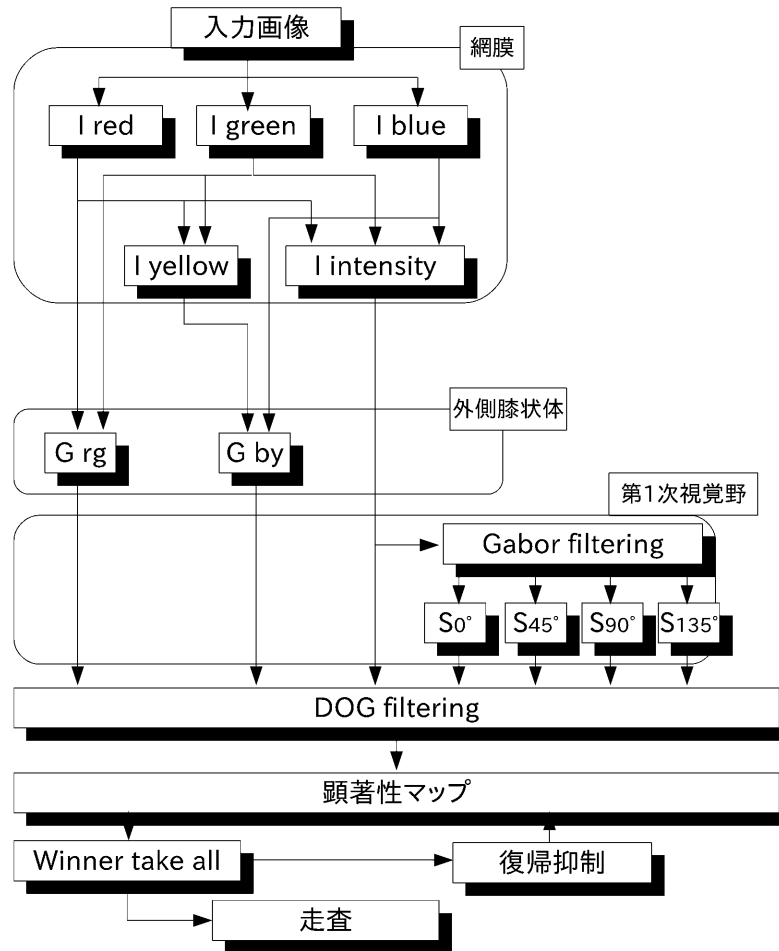 入力画像
網膜
I red
I green
I blue
I yellow
I intensity
外側膝状体
G rg
G by
第1次視覚野
Gabor filtering
S0°
S45°
S90°
S135°
DOG filtering
顕著性マップ
Winner take all
復帰抑制
走査